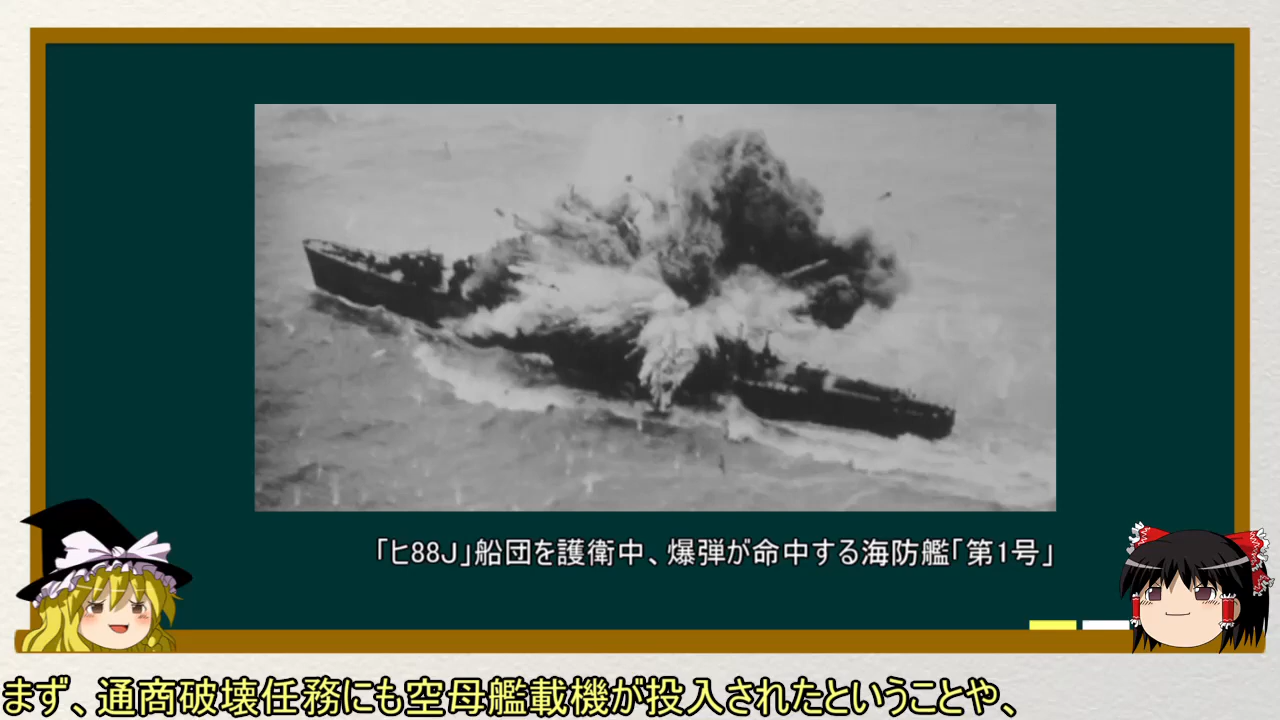 「ヒ88J」船団を護衛中、爆弾が命中する海防艦「第1号」
まず、通商破壊任務にも空母艦載機が投入されたということや、